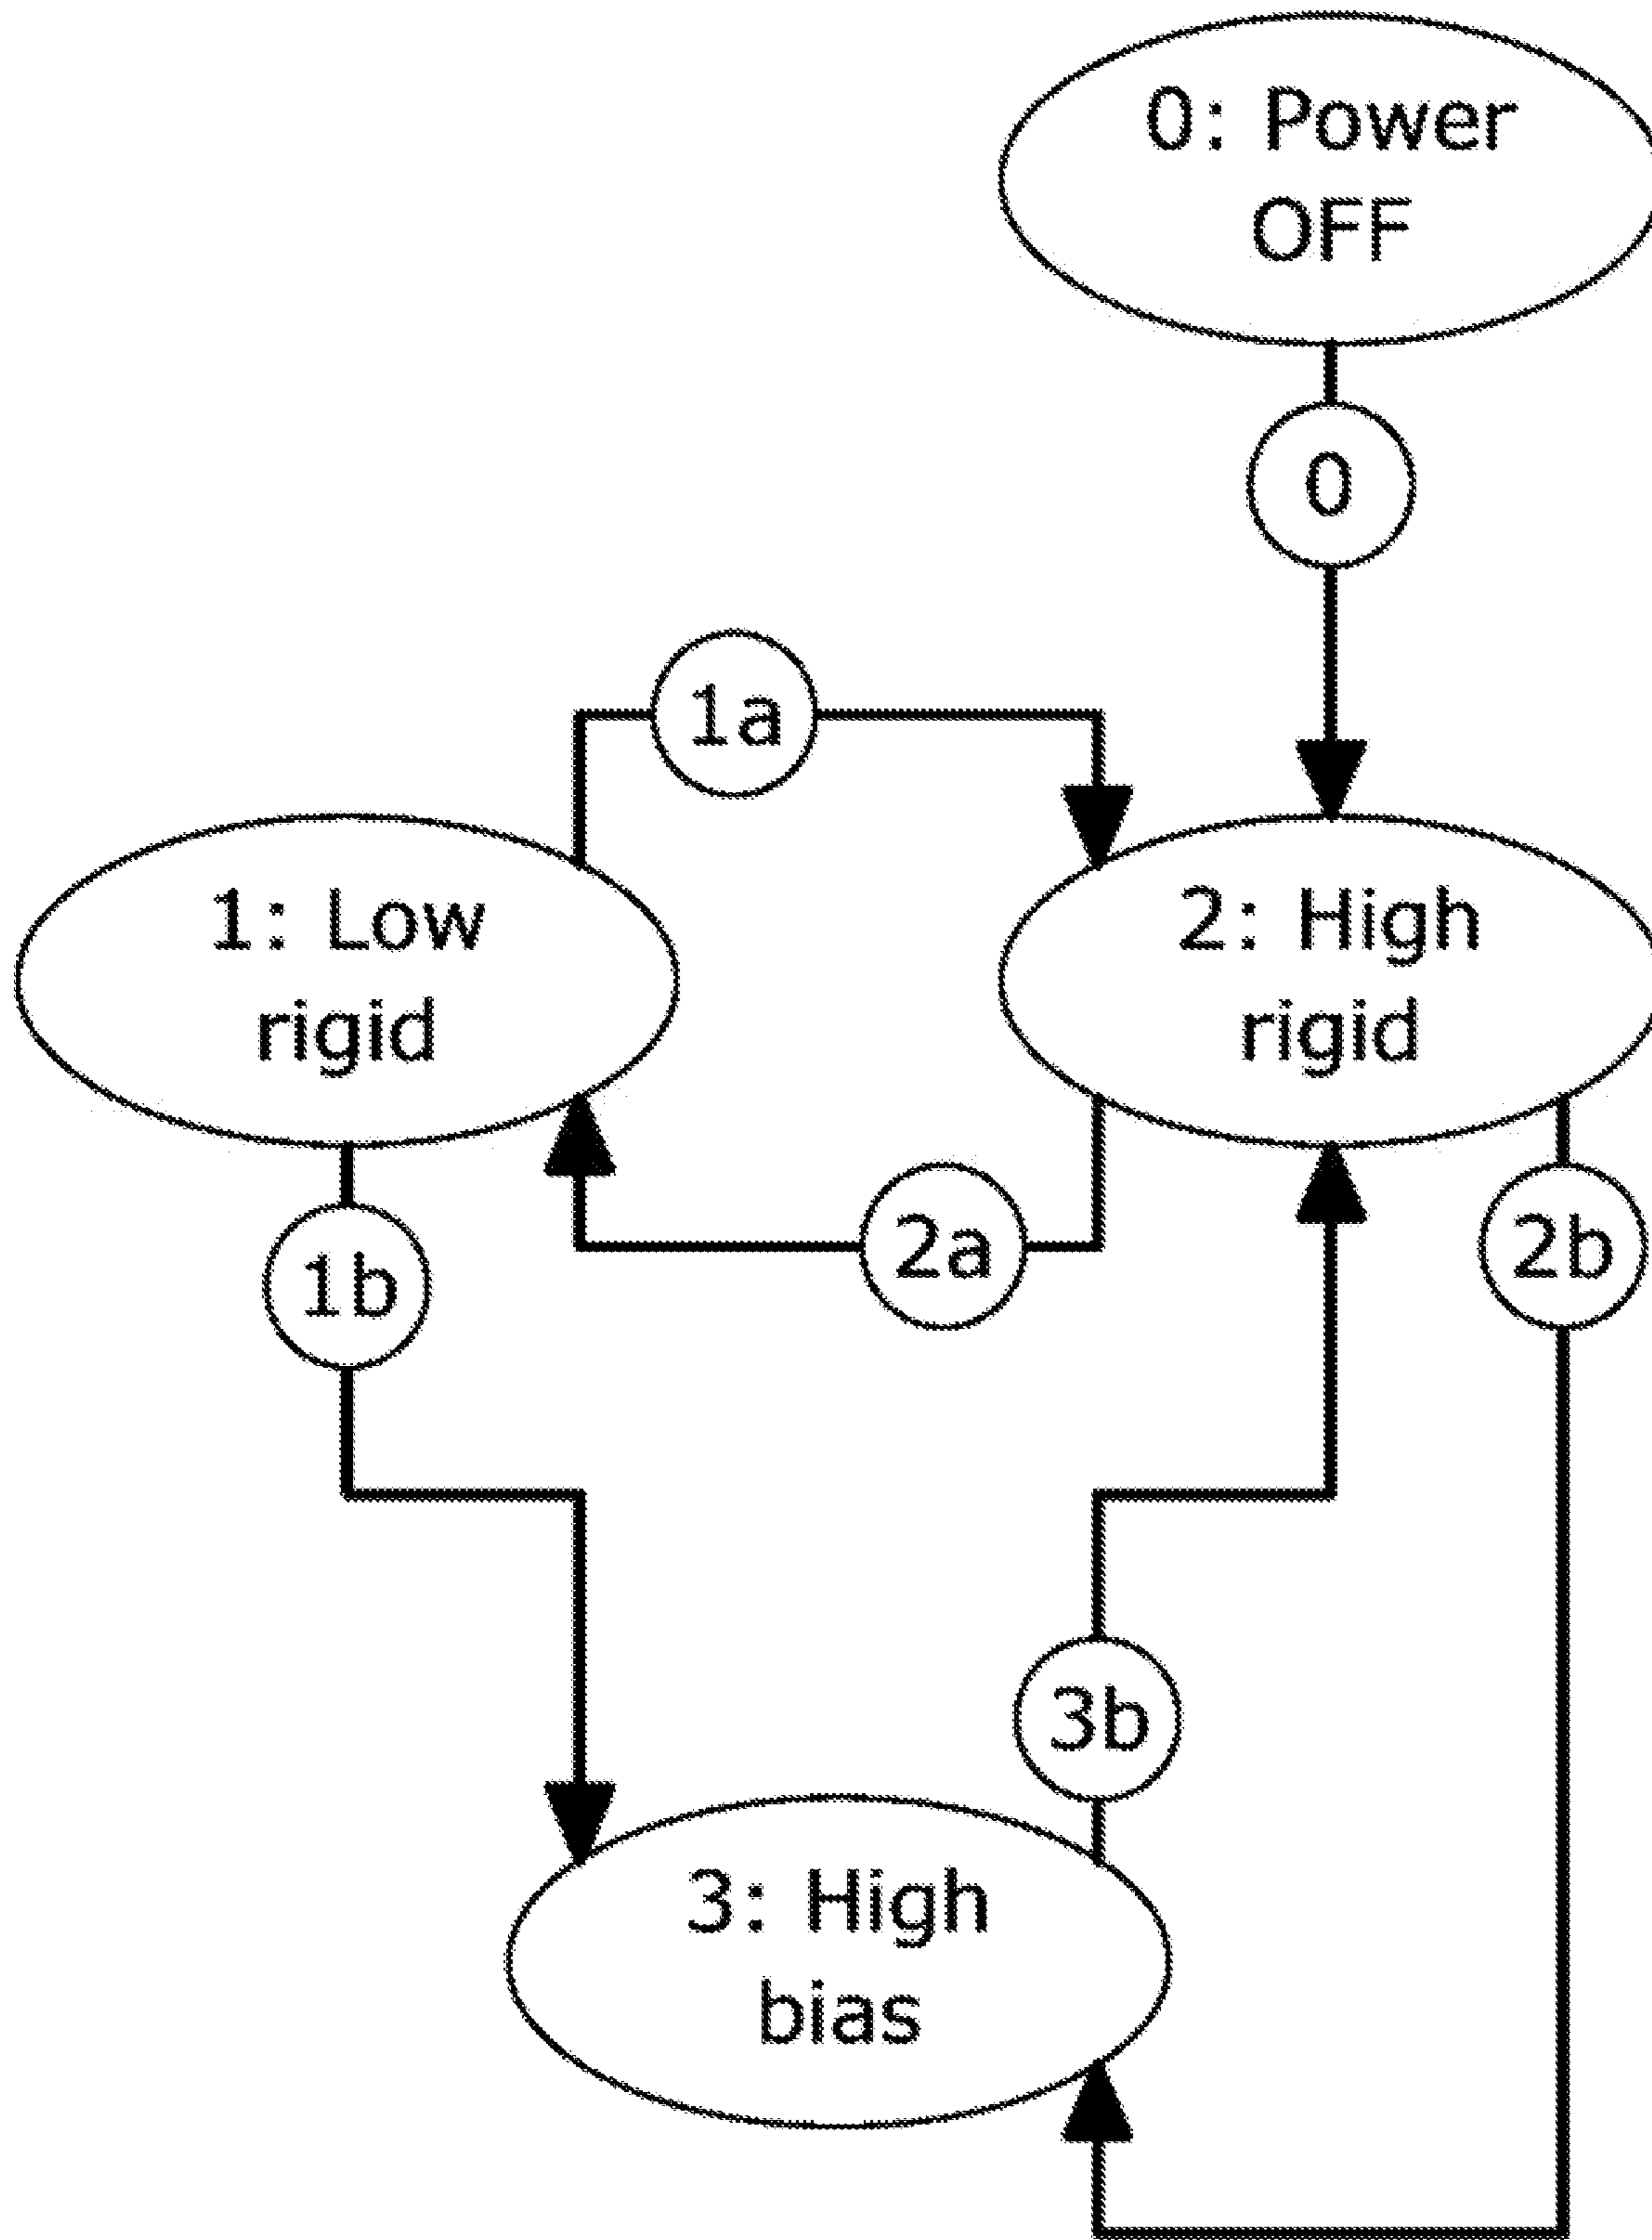 0: Power
OFF
0
1a
1: Low
rigid
2: High
rigid
1b
2a
2b
3b
3: High
bias